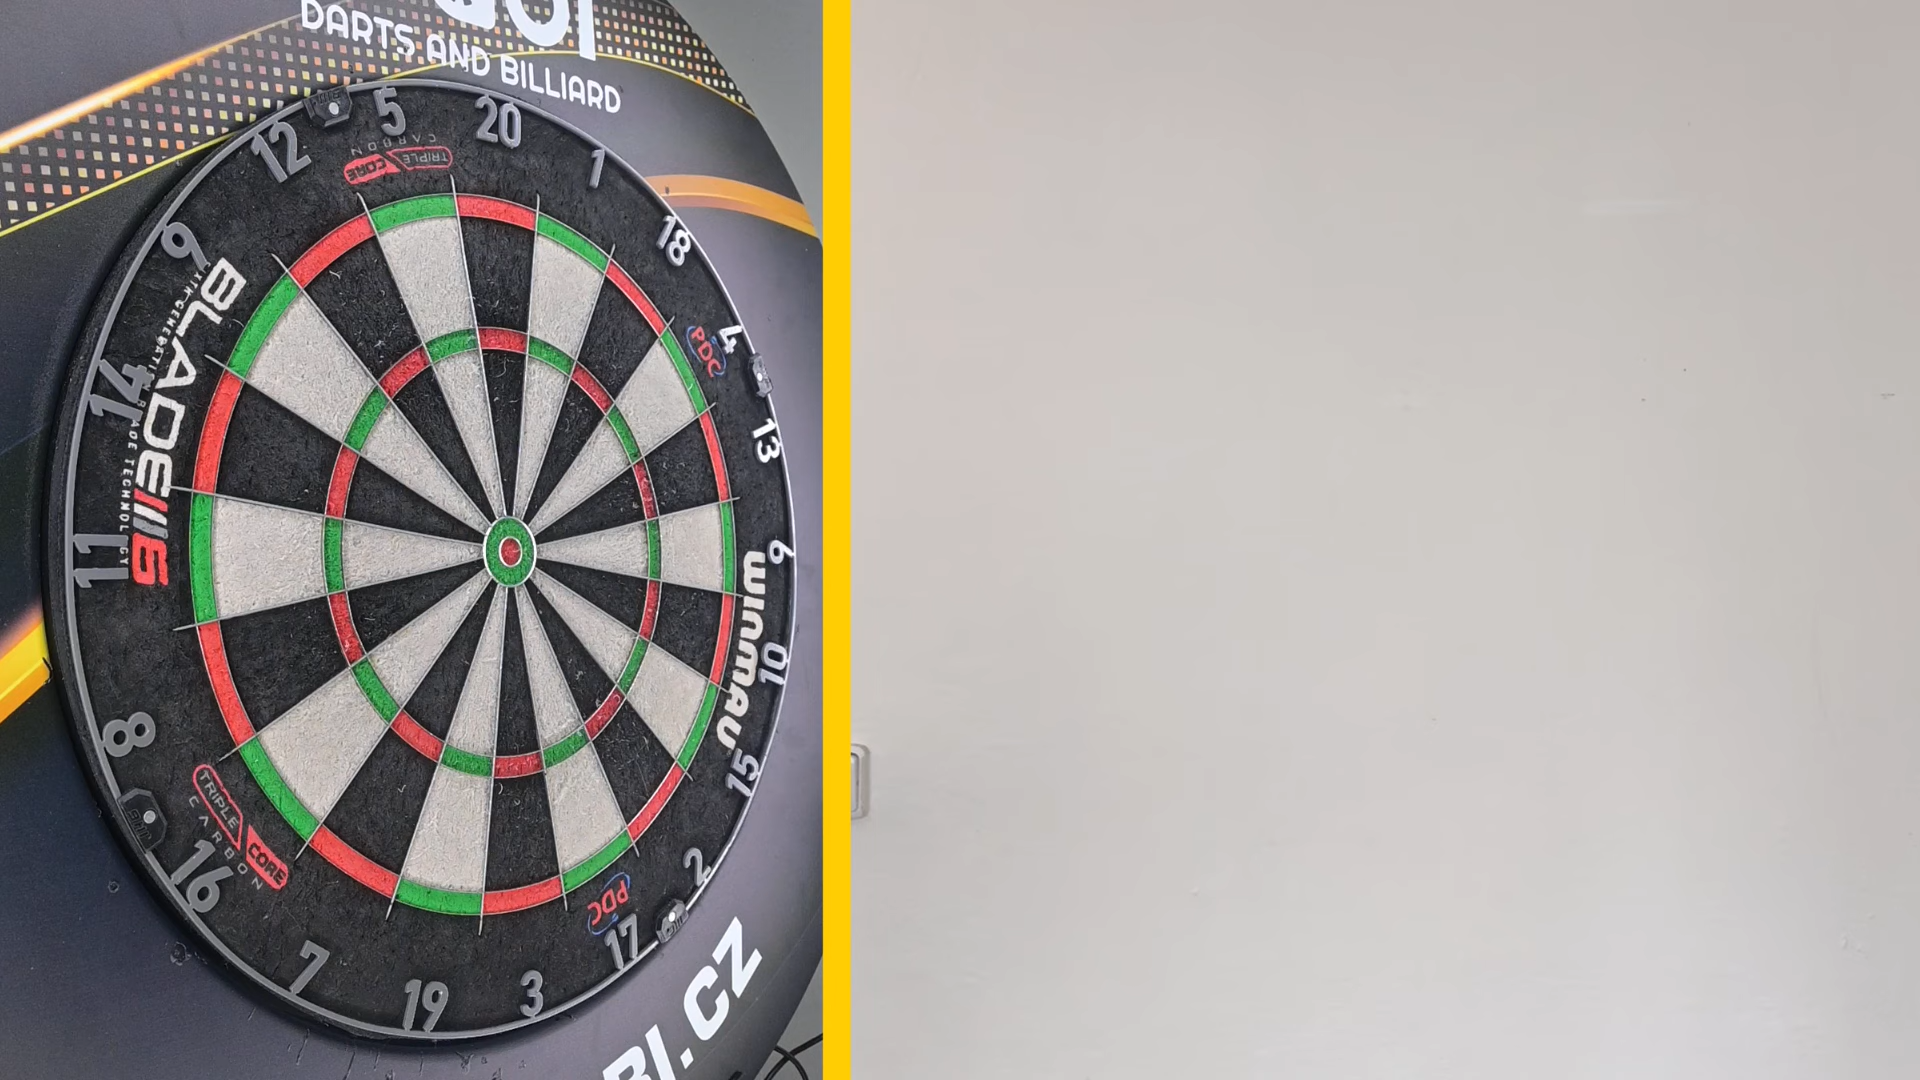 DARTS AND BILLIARD
5
20
12
1
CARBON
TRIPLE CORE
18
9
BLADE 6
4
PDC
14
13
11
6
WINMAU
10
8
15
TRIPLE CORE
CARBON
16
2
PDC
17
7
19
3
BI.CZ